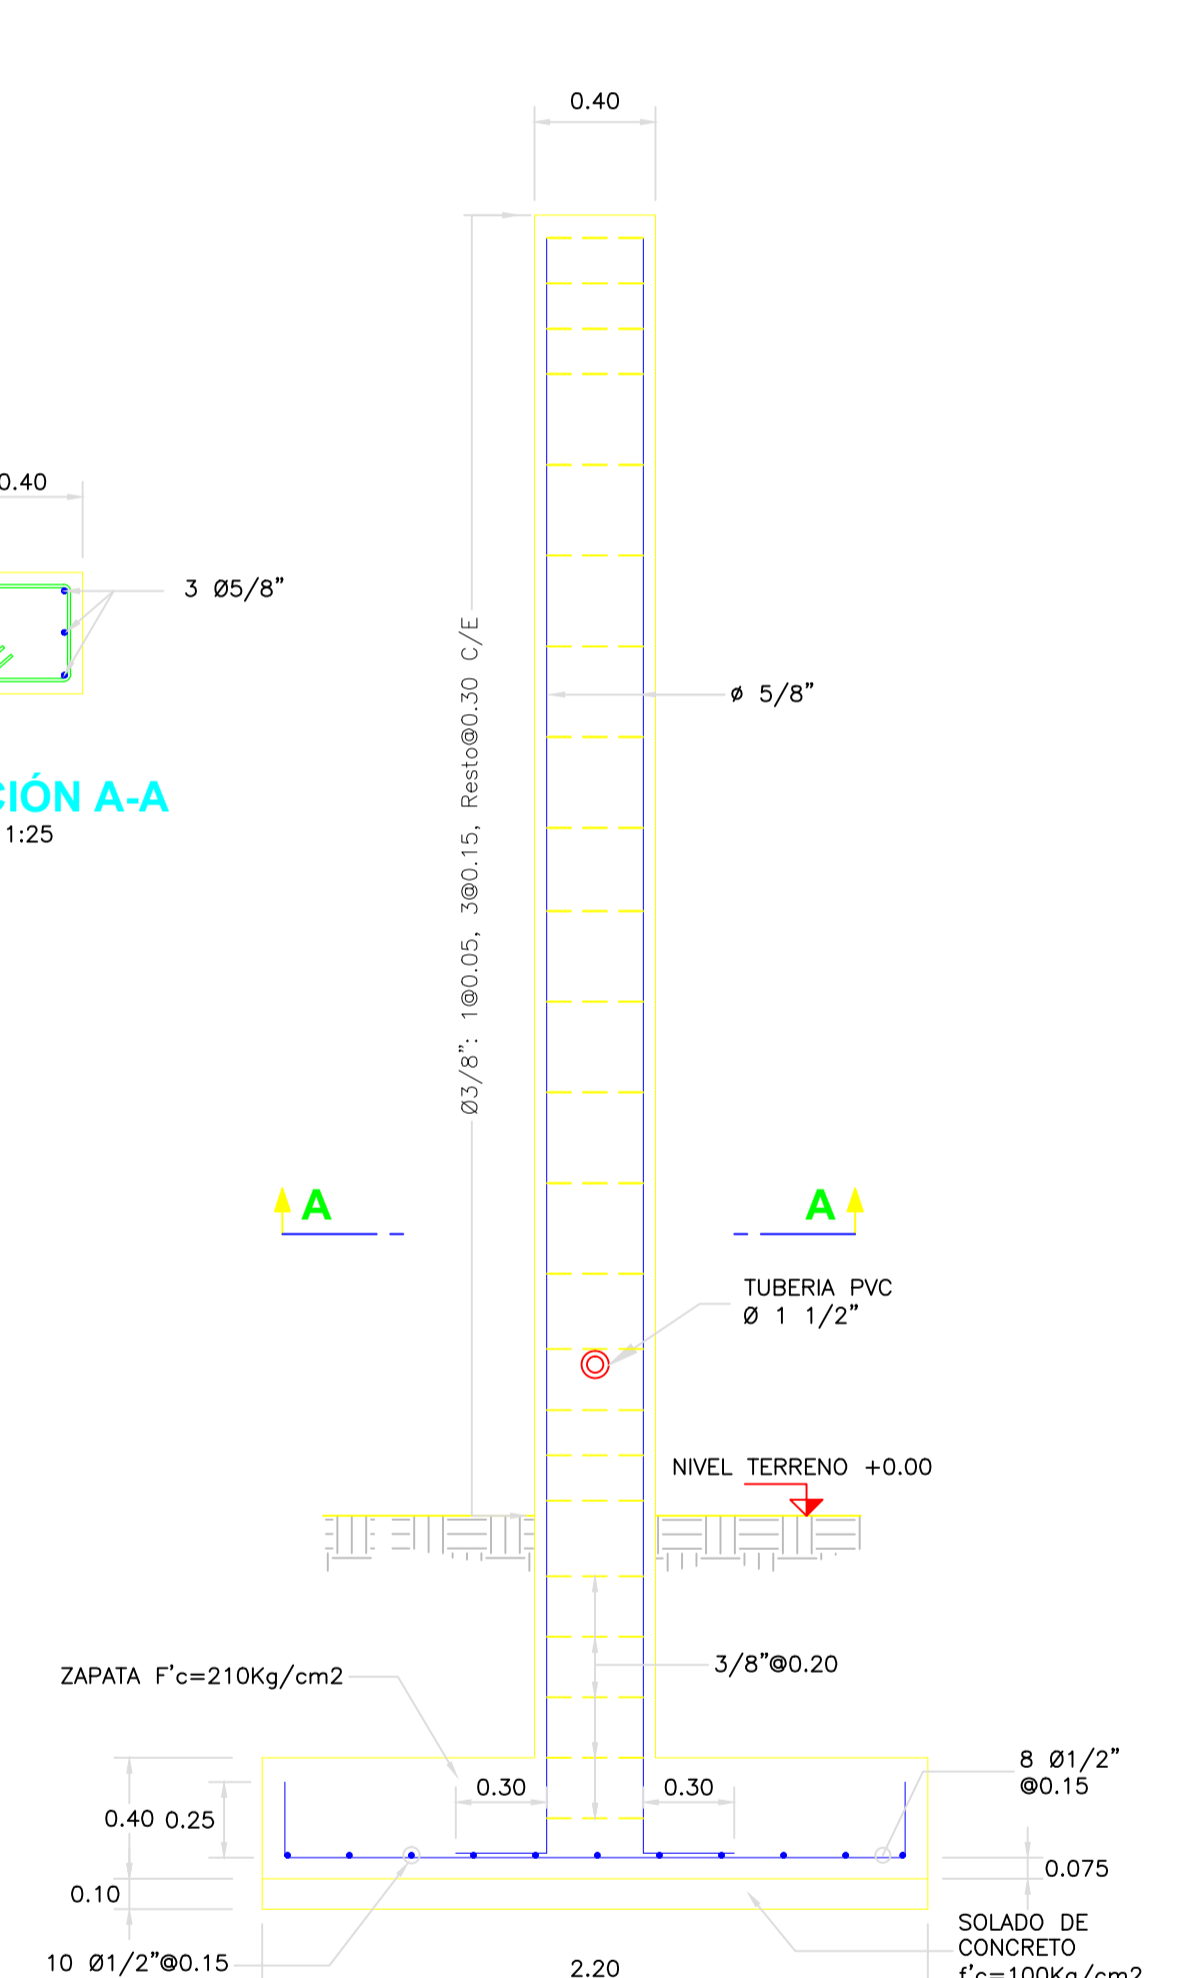 0.40
0.40
3 Ø5/8"
Ø3/8": 1@0.05, 3@0.15, Resto@0.30 C/E
ø 5/8"
CIÓN A-A
1:25
A
A
TUBERIA PVC
Ø 1 1/2"
NIVEL TERRENO +0.00
ZAPATA F'c=210Kg/cm2
3/8"@0.20
8 Ø1/2"
@0.15
0.30
0.30
0.40
0.25
0.075
0.10
SOLADO DE
CONCRETO
f'c=100Kg/cm2
10 Ø1/2"@0.15
2.20